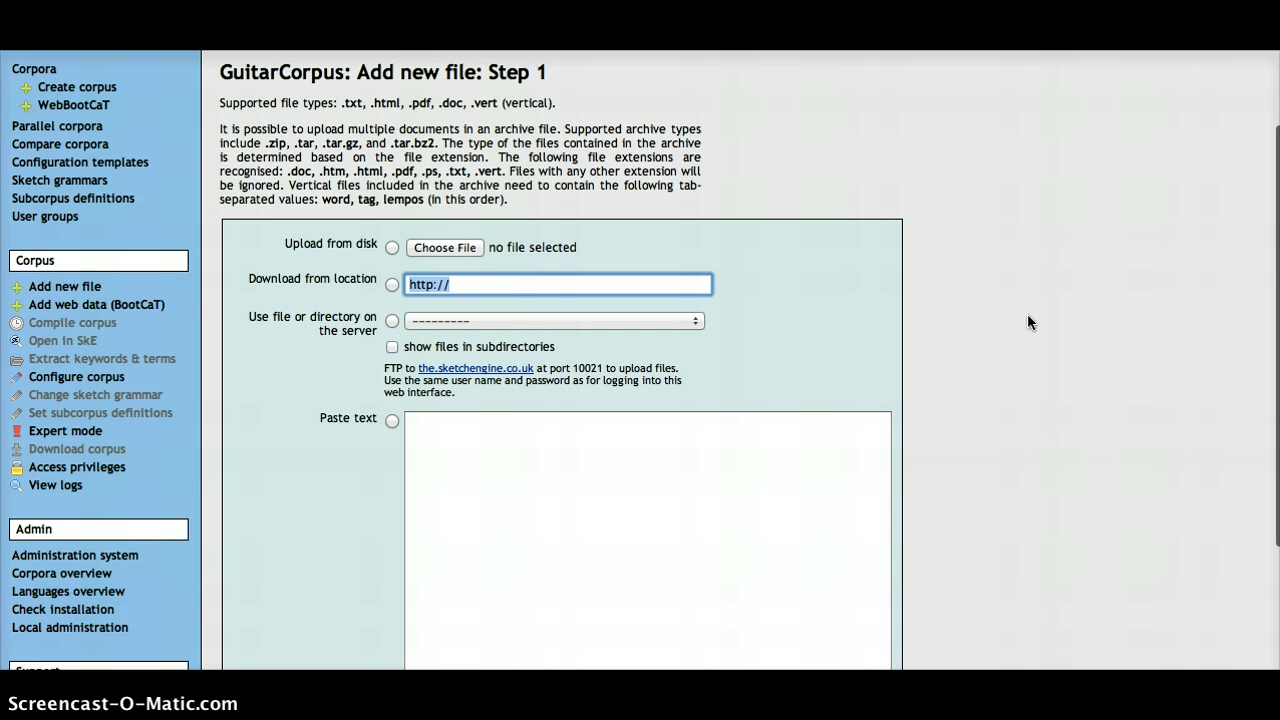 Corpora
Create corpus
WebBootCaT
Parallel corpora
Compare corpora
Configuration templates
Sketch grammars
Subcorpus definitions
User groups
Corpus
Add new file
Add web data (BootCaT)
Compile corpus
Open in SkE
Extract keywords & terms
Configure corpus
Change sketch grammar
Set subcorpus definitions
Expert mode
Download corpus
Access privileges
View logs
Admin
Administration system
Corpora overview
Languages overview
Check installation
Local administration
GuitarCorpus: Add new file: Step 1
Supported file types: .txt, .html, .pdf, .doc, .vert (vertical).
It is possible to upload multiple documents in an archive file. Supported archive types
include .zip, .tar, .tar.gz, and .tar.bz2. The type of the files contained in the archive
is determined based on the file extension. The following file extensions are
recognised: .doc, .htm, .html, .pdf, .ps, .txt, .vert. Files with any other extension will
be ignored. Vertical files included in the archive need to contain the following tab-
separated values: word, tag, lempos (in this order).
Upload from disk Choose File no file selected
Download from location http://
Use file or directory on ---------
the server
show files in subdirectories
FTP to the.sketchengine.co.uk at port 10021 to upload files.
Use the same user name and password as for logging into this
web interface.
Paste text
Screencast-O-Matic.com